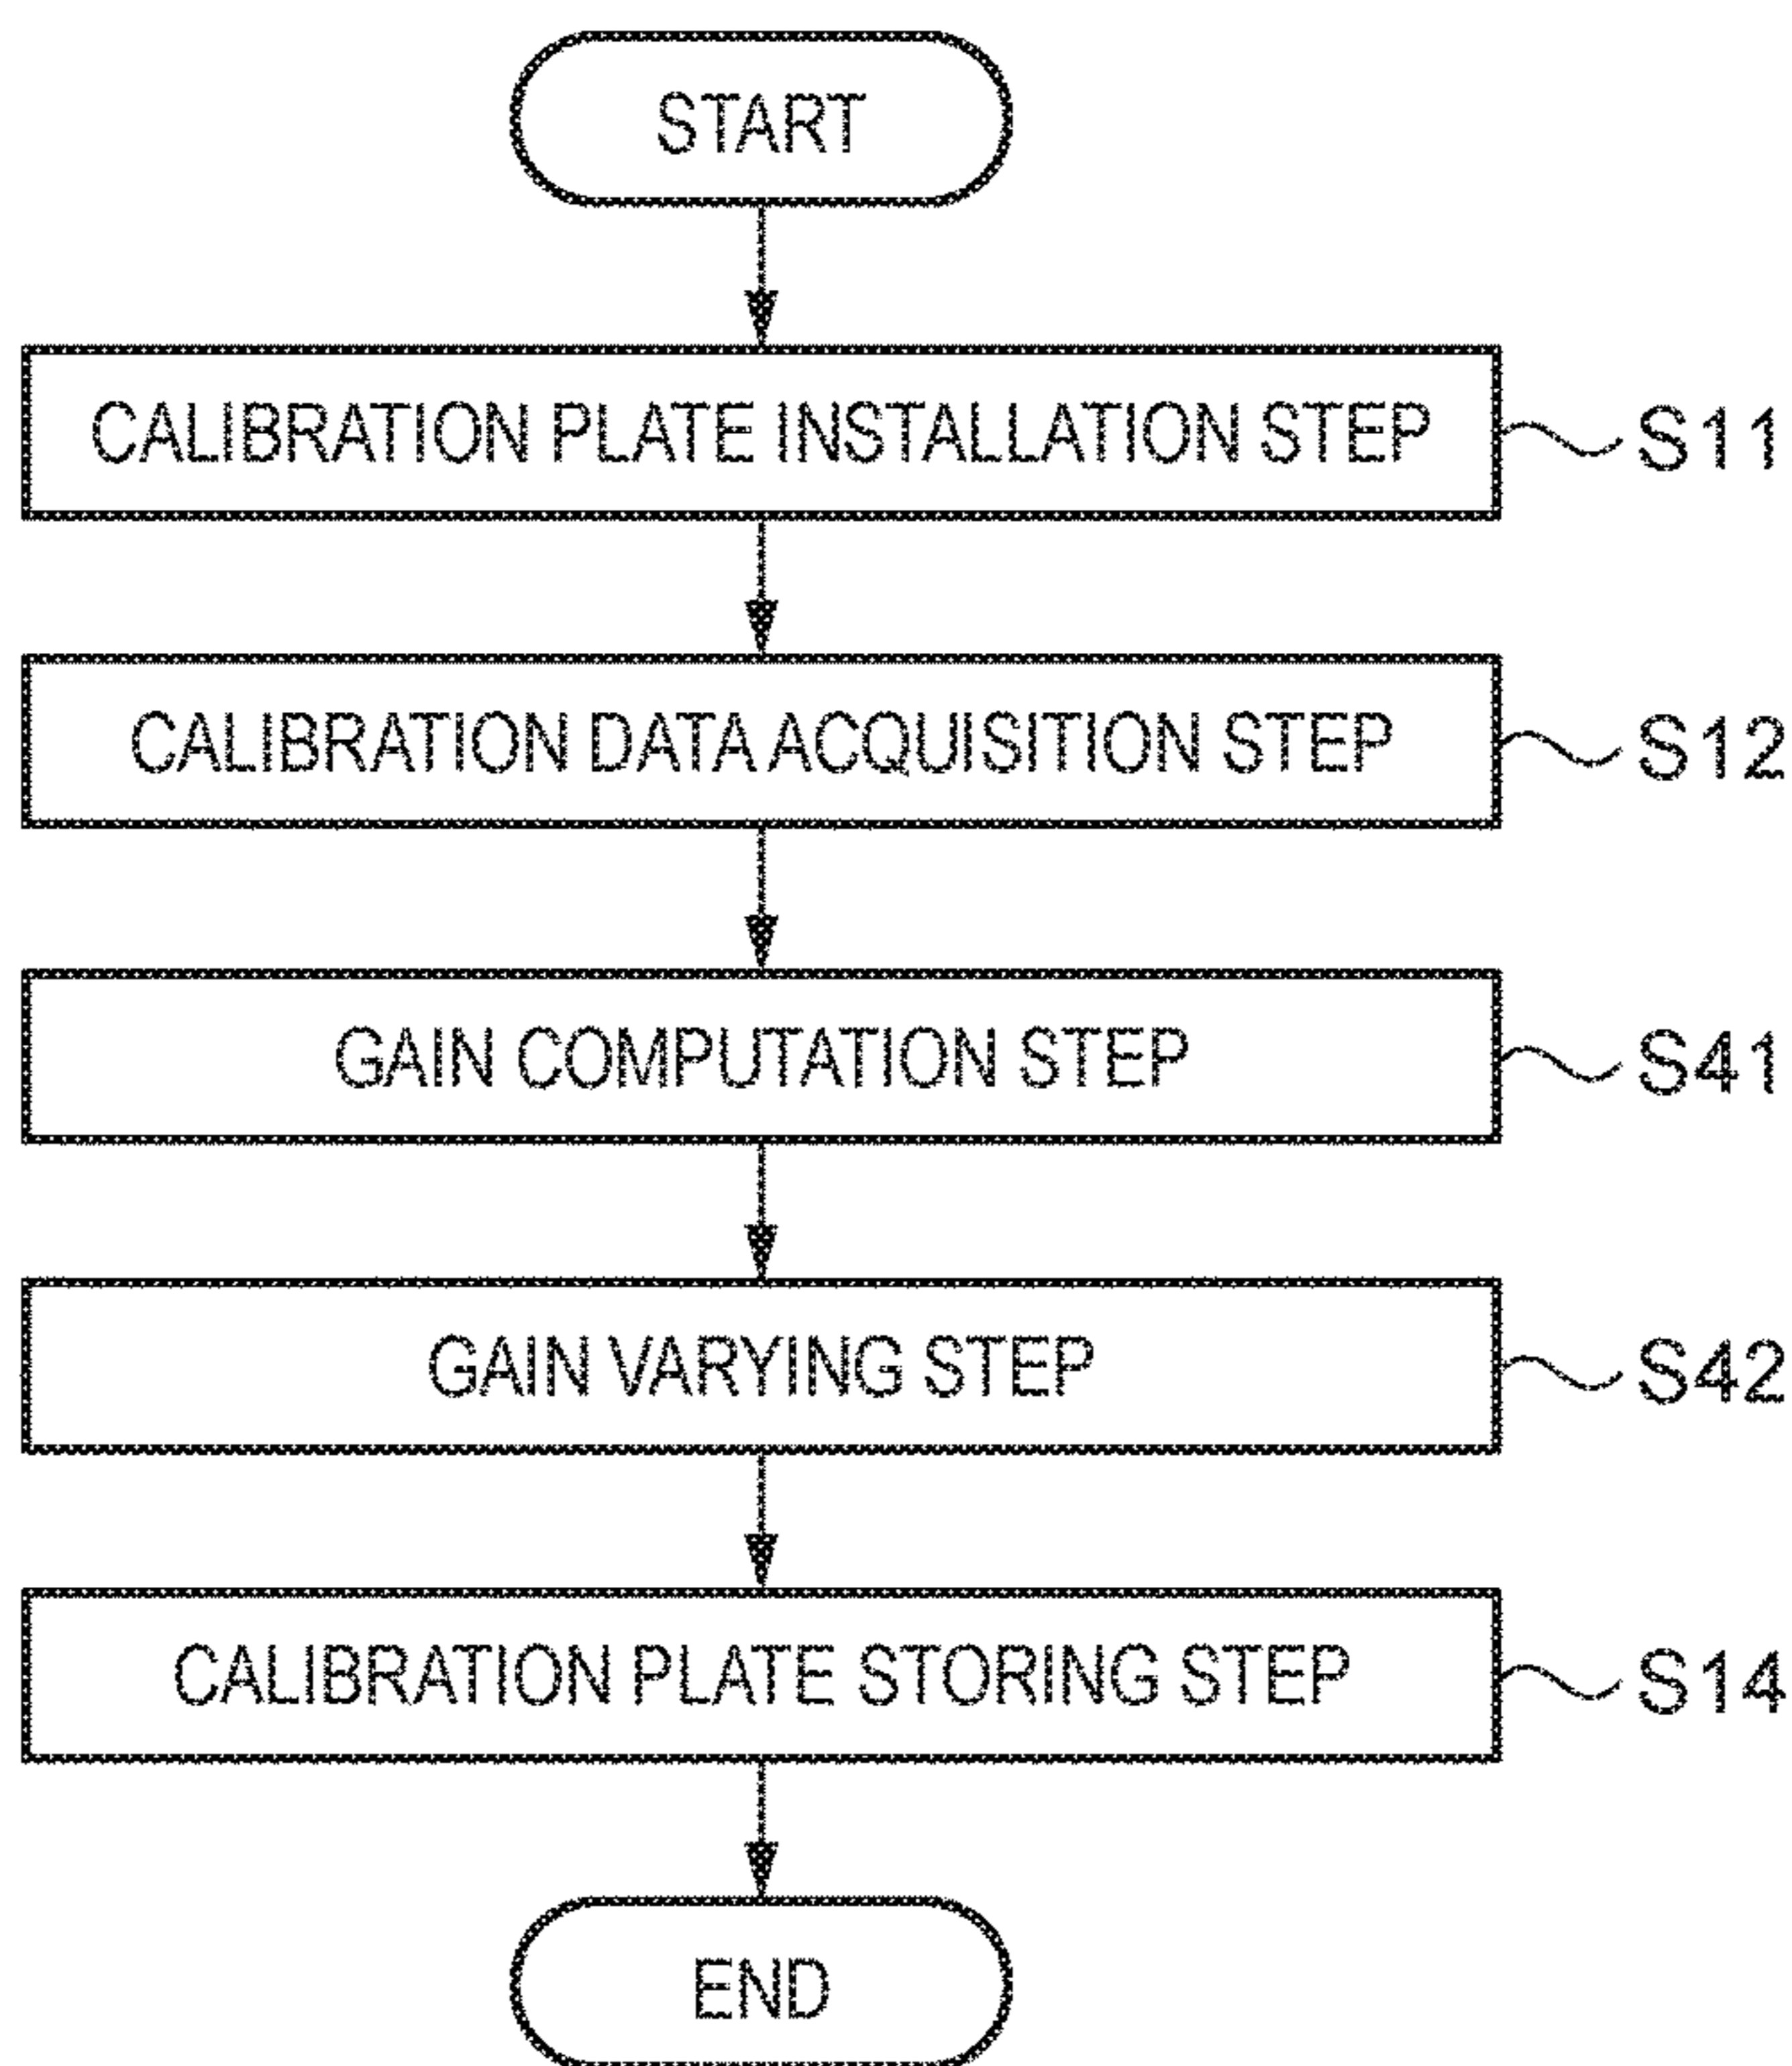 START
CALIBRATION PLATE INSTALLATION STEP S11
CALIBRATION DATA ACQUISITION STEP S12
GAIN COMPUTATION STEP S41
GAIN VARYING STEP S42
CALIBRATION PLATE STORING STEP S14
END